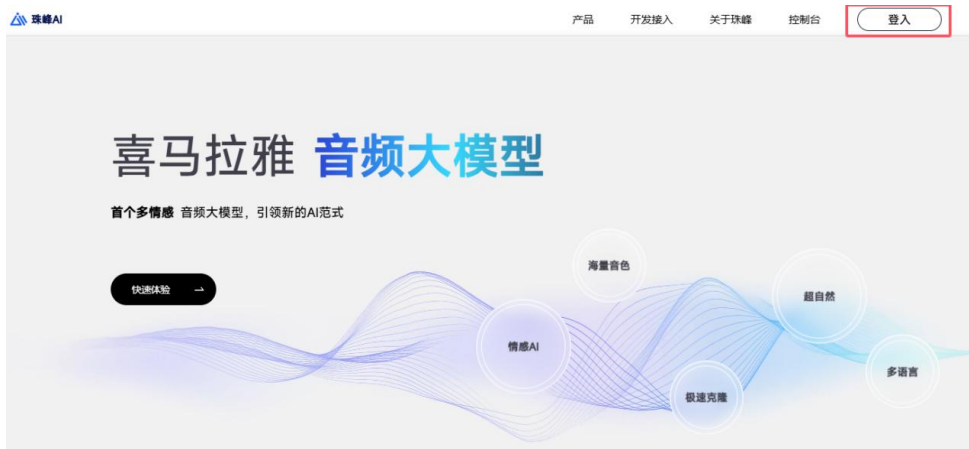 珠峰AI 产品 开发接入 关于珠峰 控制台 登入
喜马拉雅 音频大模型
首个多情感 音频大模型，引领新的AI范式
海量音色
快速体验 →
超自然
情感AI
多语言
极速克隆